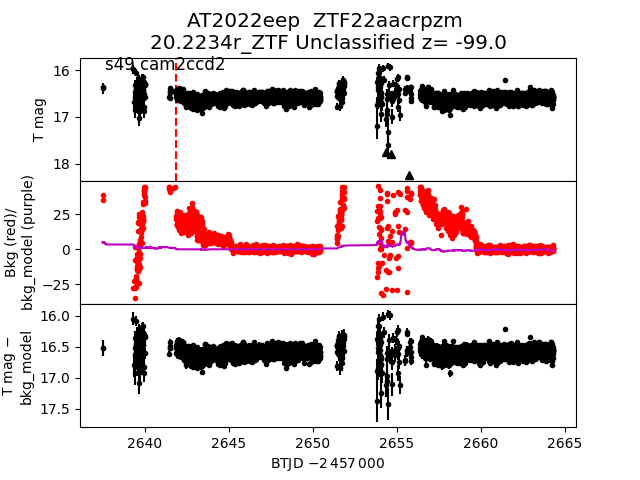 AT2022eep  ZTF22aacrpzm
20.2234r_ZTF Unclassified z= -99.0
s49 cam2ccd2
16
17
18
T mag
25
0
−25
Bkg (red)/
bkg_model (purple)
16.0
16.5
17.0
17.5
T mag −
bkg_model
2640
2645
2650
2655
2660
2665
BTJD −2 457 000